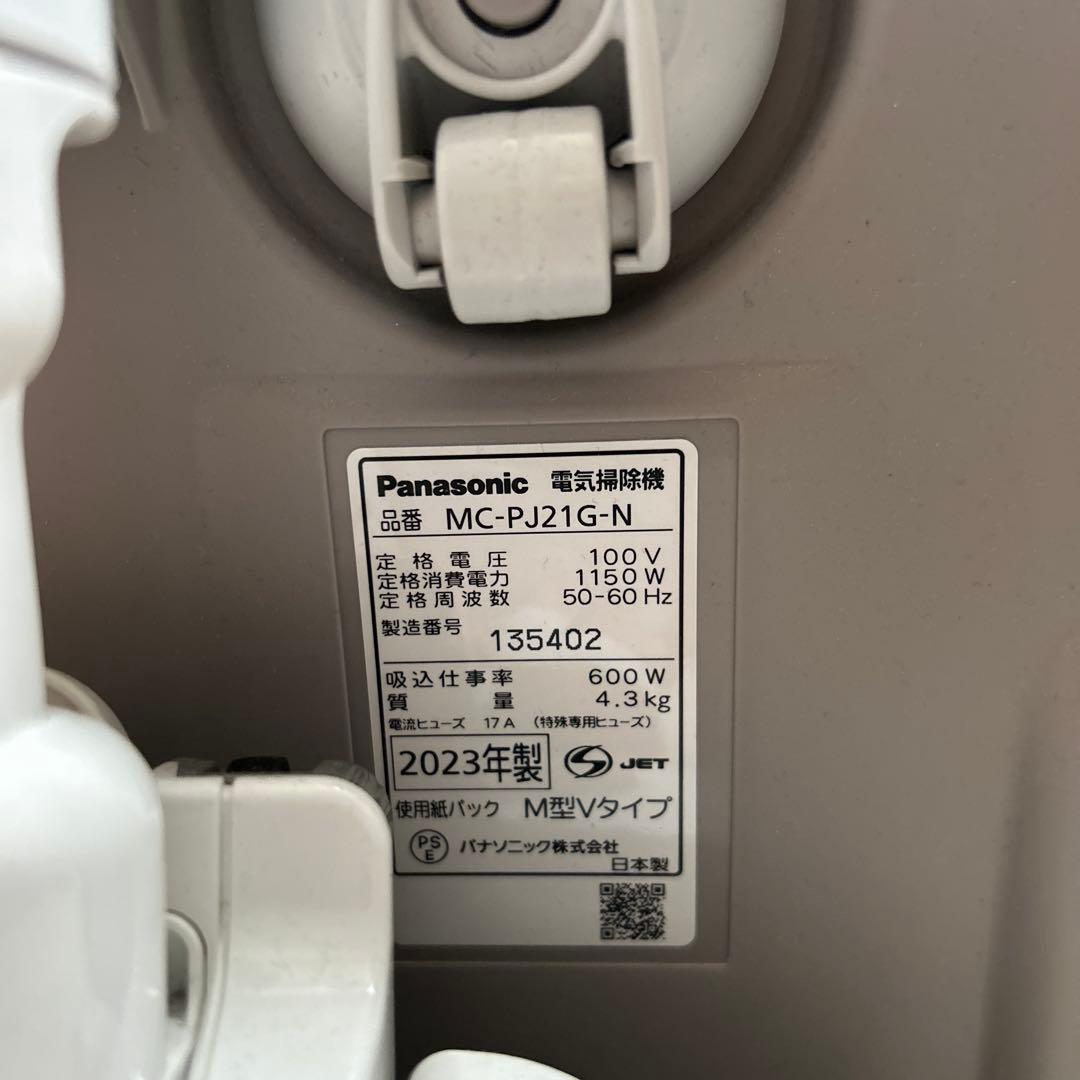 Panasonic 電気掃除機
品番 MC-PJ21G-N
定格電圧 100V
定格消費電力 1150W
定格周波数 50-60Hz
製造番号 135402
吸込仕事率 600W
質量 4.3kg
電流ヒューズ 17A (特殊専用ヒューズ)
2023年製 S JET
使用紙パック M型Vタイプ
PSE パナソニック株式会社
日本製